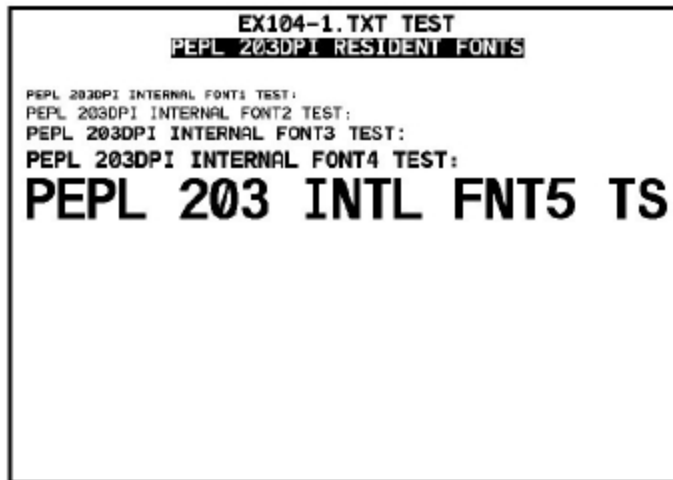 EX104-1.TXT TEST
PEPL 203DPI RESIDENT FONTS
PEPL 203DPI INTERNAL FONT1 TEST:
PEPL 203DPI INTERNAL FONT2 TEST:
PEPL 203DPI INTERNAL FONT3 TEST:
PEPL 203DPI INTERNAL FONT4 TEST:
PEPL 203 INTL FNT5 TS